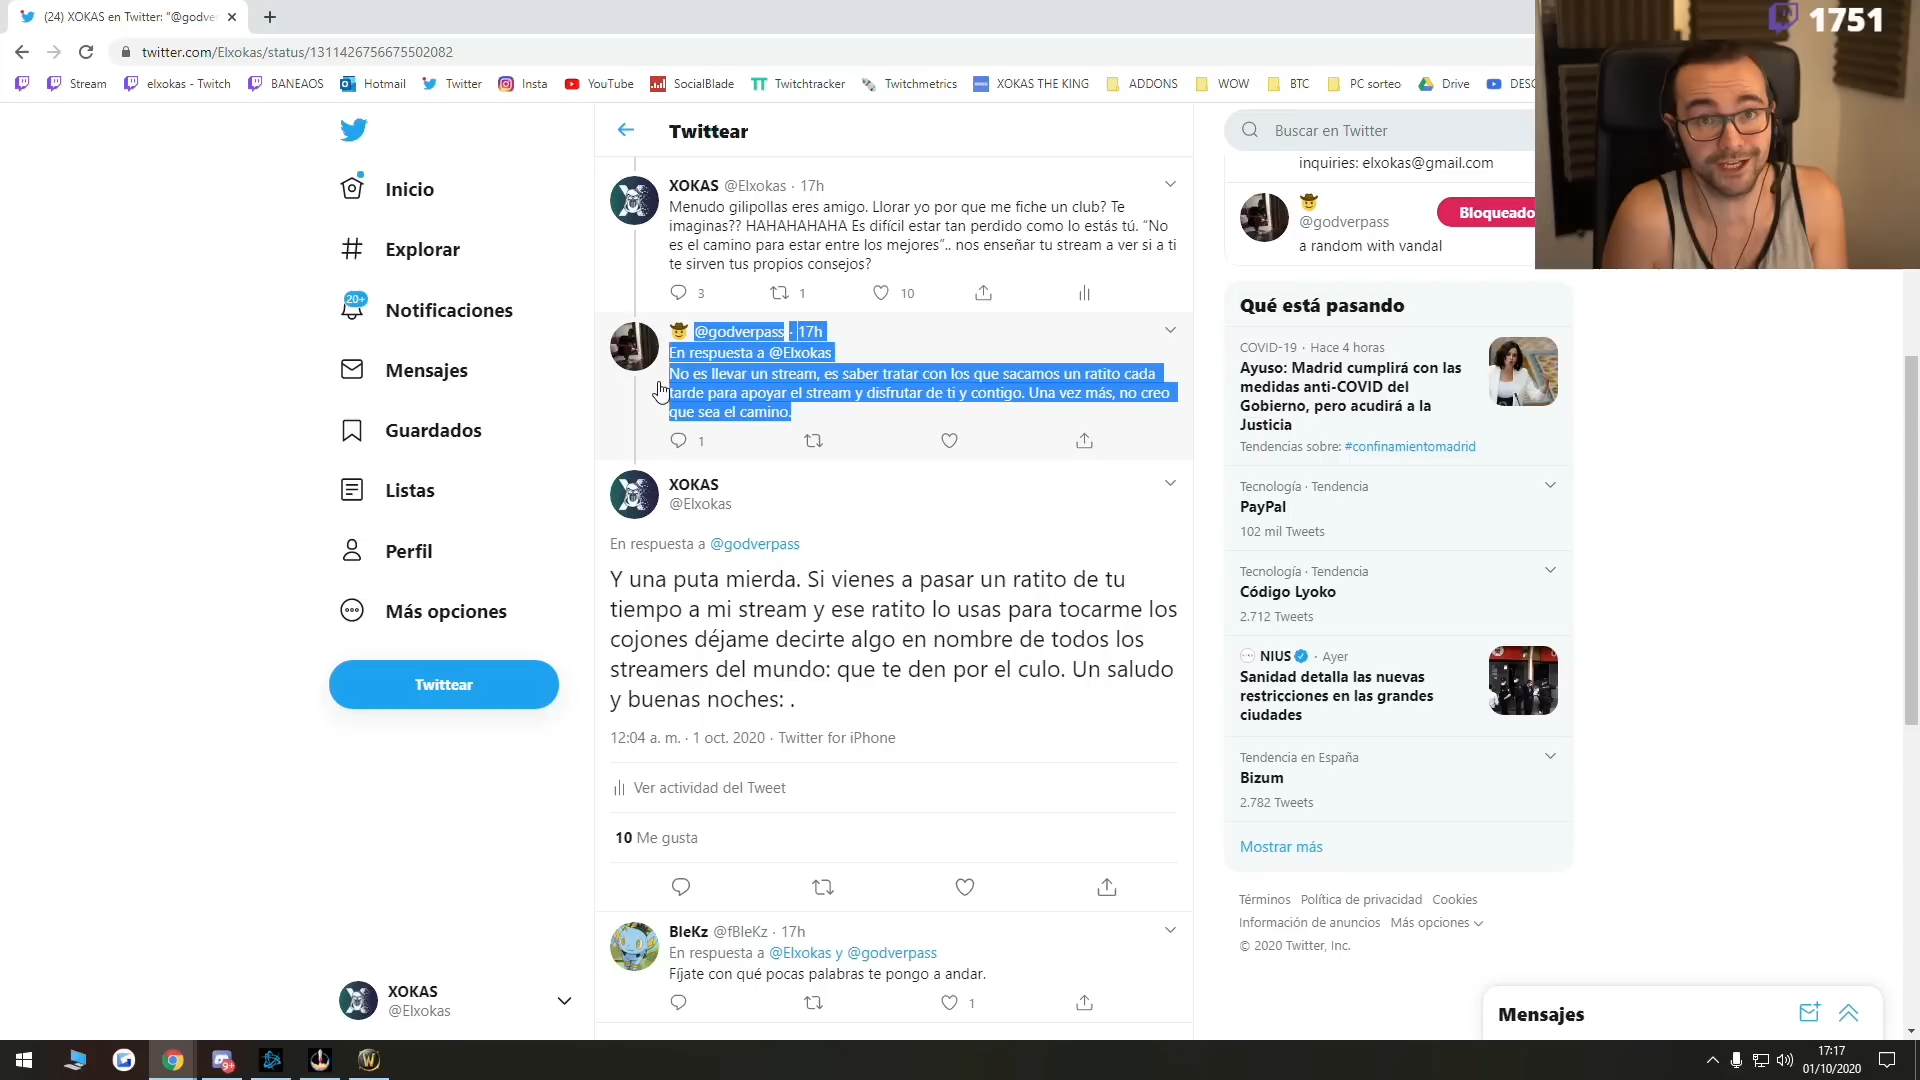 (24) XOKAS en Twitter: "@godve
1751
twitter.com/Elxokas/status/1311426756675502082
Stream
elxokas - Twitch
BANEAOS
Hotmail
Twitter
Insta
YouTube
SocialBlade
Twitchtracker
Twitchmetrics
XOKAS THE KING
ADDONS
WOW
BTC
PC sorteo
Drive
Inicio
Explorar
20+
Notificaciones
Mensajes
Guardados
Listas
Perfil
Más opciones
Twittear
XOKAS
@Elxokas
Twittear
XOKAS @Elxokas · 17h
Menudo gilipollas eres amigo. Llorar yo por que me fiche un club? Te
imaginas?? HAHAHAHAHA Es difícil estar tan perdido como lo estás tú. “No
es el camino para estar entre los mejores”.. nos enseñar tu stream a ver si a ti
te sirven tus propios consejos?
3
1
10
@godverpass · 17h
En respuesta a @Elxokas
No es llevar un stream, es saber tratar con los que sacamos un ratito cada
tarde para apoyar el stream y disfrutar de ti y contigo. Una vez más, no creo
que sea el camino.
1
XOKAS
@Elxokas
En respuesta a @godverpass
Y una puta mierda. Si vienes a pasar un ratito de tu
tiempo a mi stream y ese ratito lo usas para tocarme los
cojones déjame decirte algo en nombre de todos los
streamers del mundo: que te den por el culo. Un saludo
y buenas noches: .
12:04 a. m. · 1 oct. 2020 · Twitter for iPhone
Ver actividad del Tweet
10 Me gusta
BleKz @fBleKz · 17h
En respuesta a @Elxokas y @godverpass
Fíjate con qué pocas palabras te pongo a andar.
1
Buscar en Twitter
inquiries: elxokas@gmail.com
@godverpass
Bloqueado
a random with vandal
Qué está pasando
COVID-19 · Hace 4 horas
Ayuso: Madrid cumplirá con las
medidas anti-COVID del
Gobierno, pero acudirá a la
Justicia
Tendencias sobre: #confinamientomadrid
Tecnología · Tendencia
PayPal
102 mil Tweets
Tecnología · Tendencia
Código Lyoko
2.712 Tweets
NIUS · Ayer
Sanidad detalla las nuevas
restricciones en las grandes
ciudades
Tendencia en España
Bizum
2.782 Tweets
Mostrar más
Términos Política de privacidad Cookies
Información de anuncios Más opciones
© 2020 Twitter, Inc.
Mensajes
9+
17:17
01/10/2020